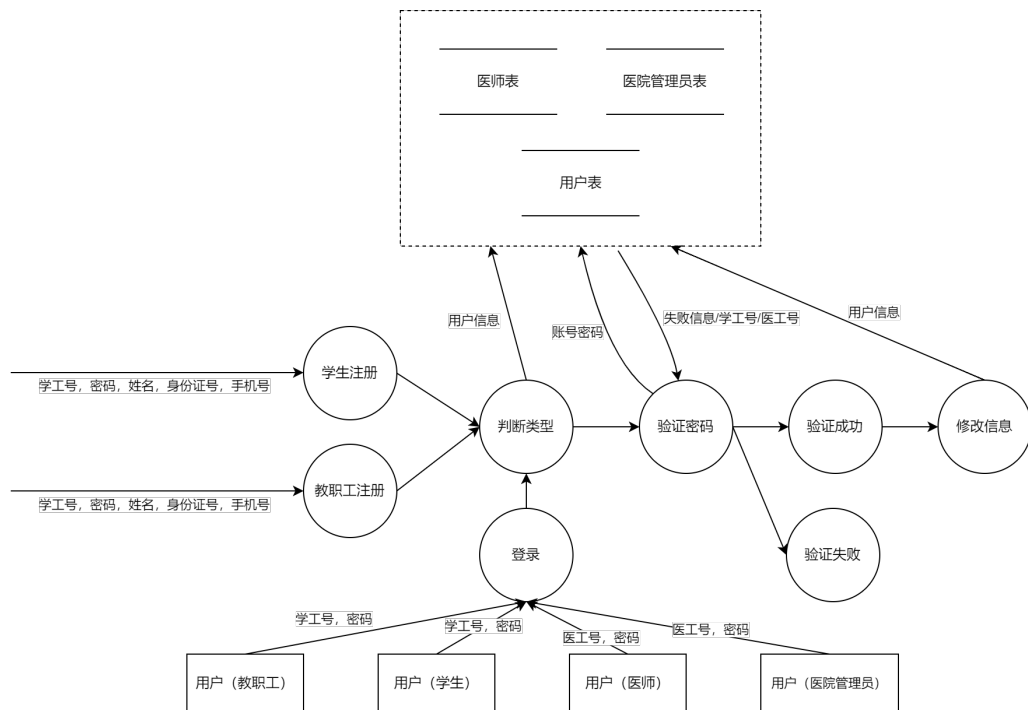 医师表
医院管理员表
用户表
用户信息
账号密码
失败信息/学工号/医工号
用户信息
学生注册
学工号，密码，姓名，身份证号，手机号
判断类型
验证密码
验证成功
修改信息
教职工注册
学工号，密码，姓名，身份证号，手机号
登录
验证失败
学工号，密码
学工号，密码
医工号，密码
医工号，密码
用户（教职工）
用户（学生）
用户（医师）
用户（医院管理员）